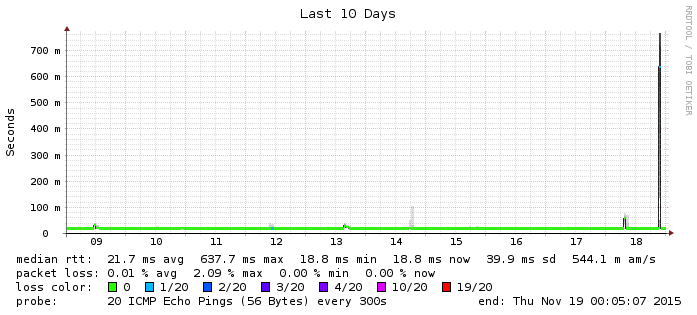 Last 10 Days
RRDTOOL / TOBI OETIKER
Seconds
700 m
600 m
500 m
400 m
300 m
200 m
100 m
0
09 10 11 12 13 14 15 16 17 18
median rtt: 21.7 ms avg 637.7 ms max 18.8 ms min 18.8 ms now 39.9 ms sd 544.1 m am/s
packet loss: 0.01 % avg 2.09 % max 0.00 % min 0.00 % now
loss color: 0 1/20 2/20 3/20 4/20 10/20 19/20
probe: 20 ICMP Echo Pings (56 Bytes) every 300s end: Thu Nov 19 00:05:07 2015